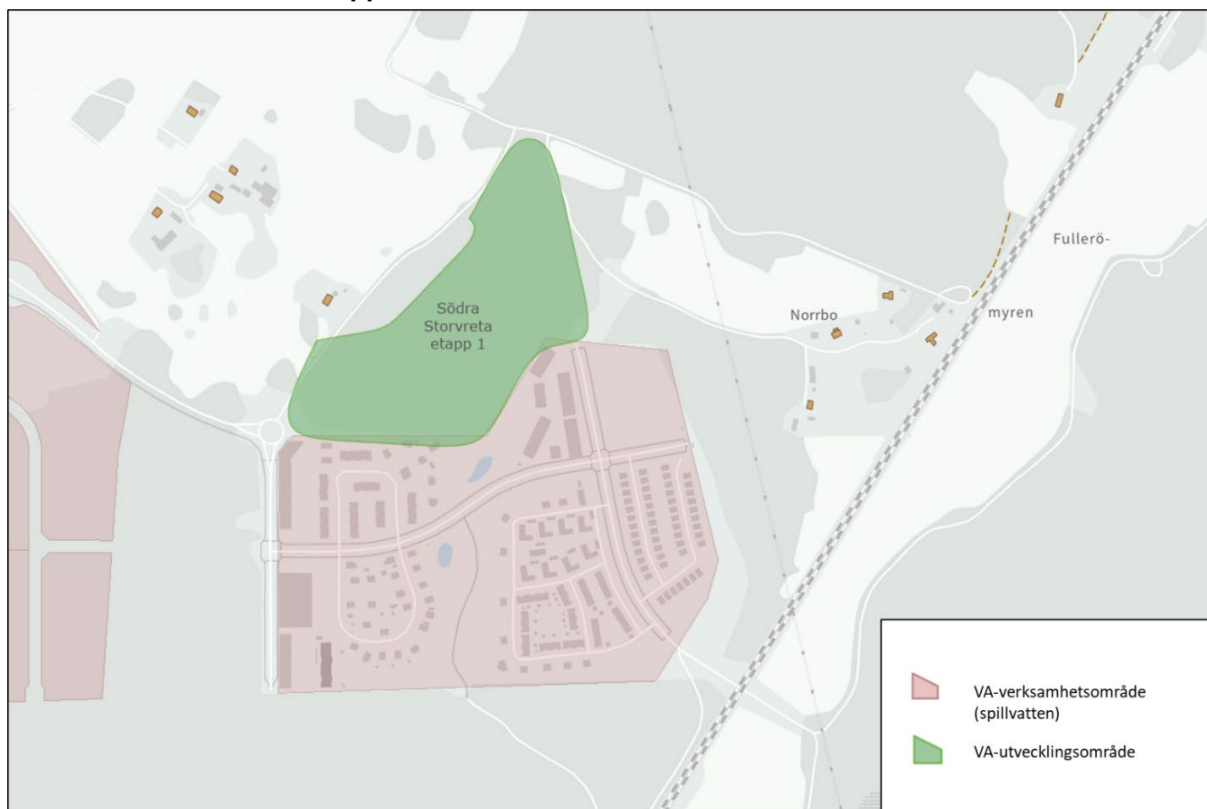 Södra
Storvreta
etapp 1
Fullerö-
Norrbo
myren
VA-verksamhetsområde
(spillvatten)
VA-utvecklingsområde